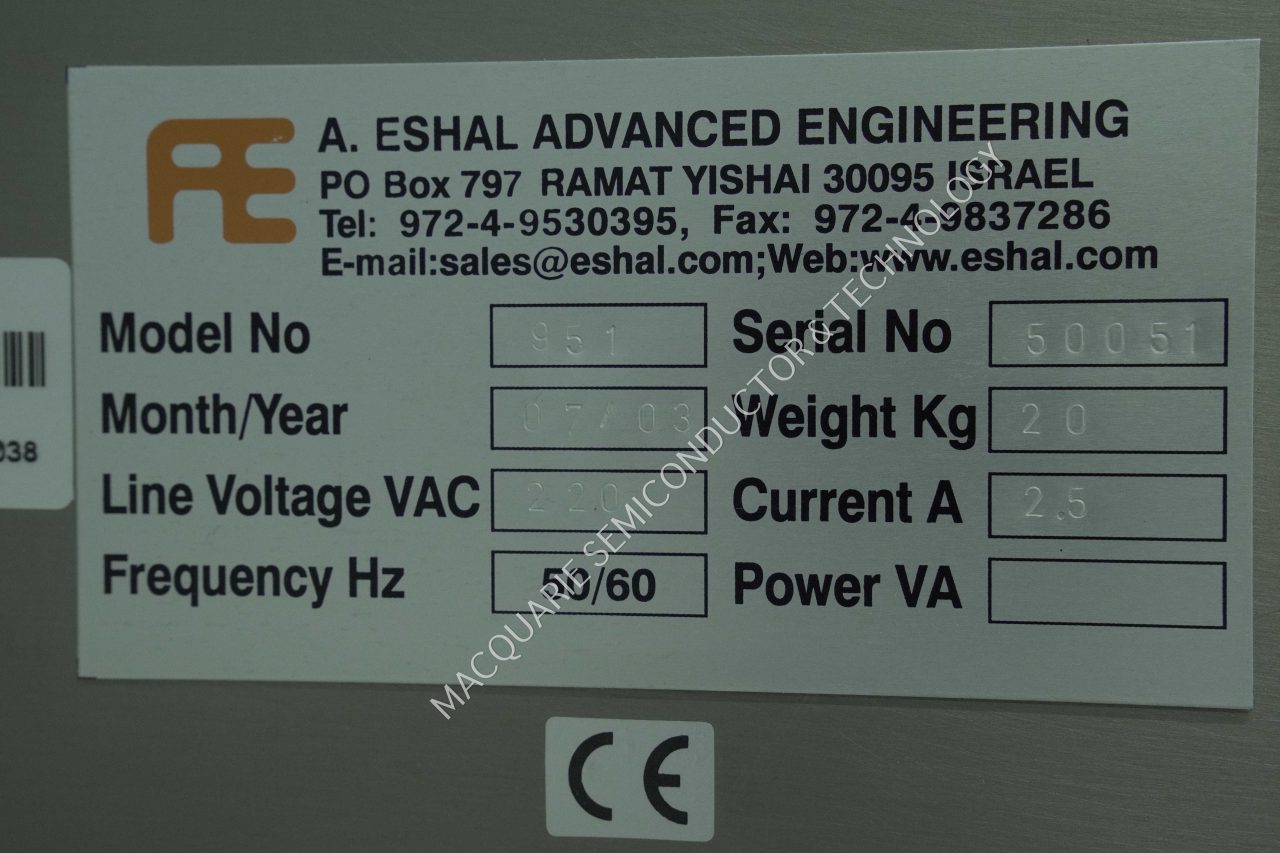 AE A. ESHAL ADVANCED ENGINEERING
PO Box 797 RAMAT YISHAI 30095 ISRAEL
Tel: 972-4-9530395, Fax: 972-4-9837286
E-mail:sales@eshal.com;Web:www.eshal.com
Model No 951 Serial No 50051
Month/Year 07/03 Weight Kg 20
Line Voltage VAC 220 Current A 2.5
Frequency Hz 50/60 Power VA
038
MACQUARIE SEMICONDUCTOR & TECHNOLOGY
CE